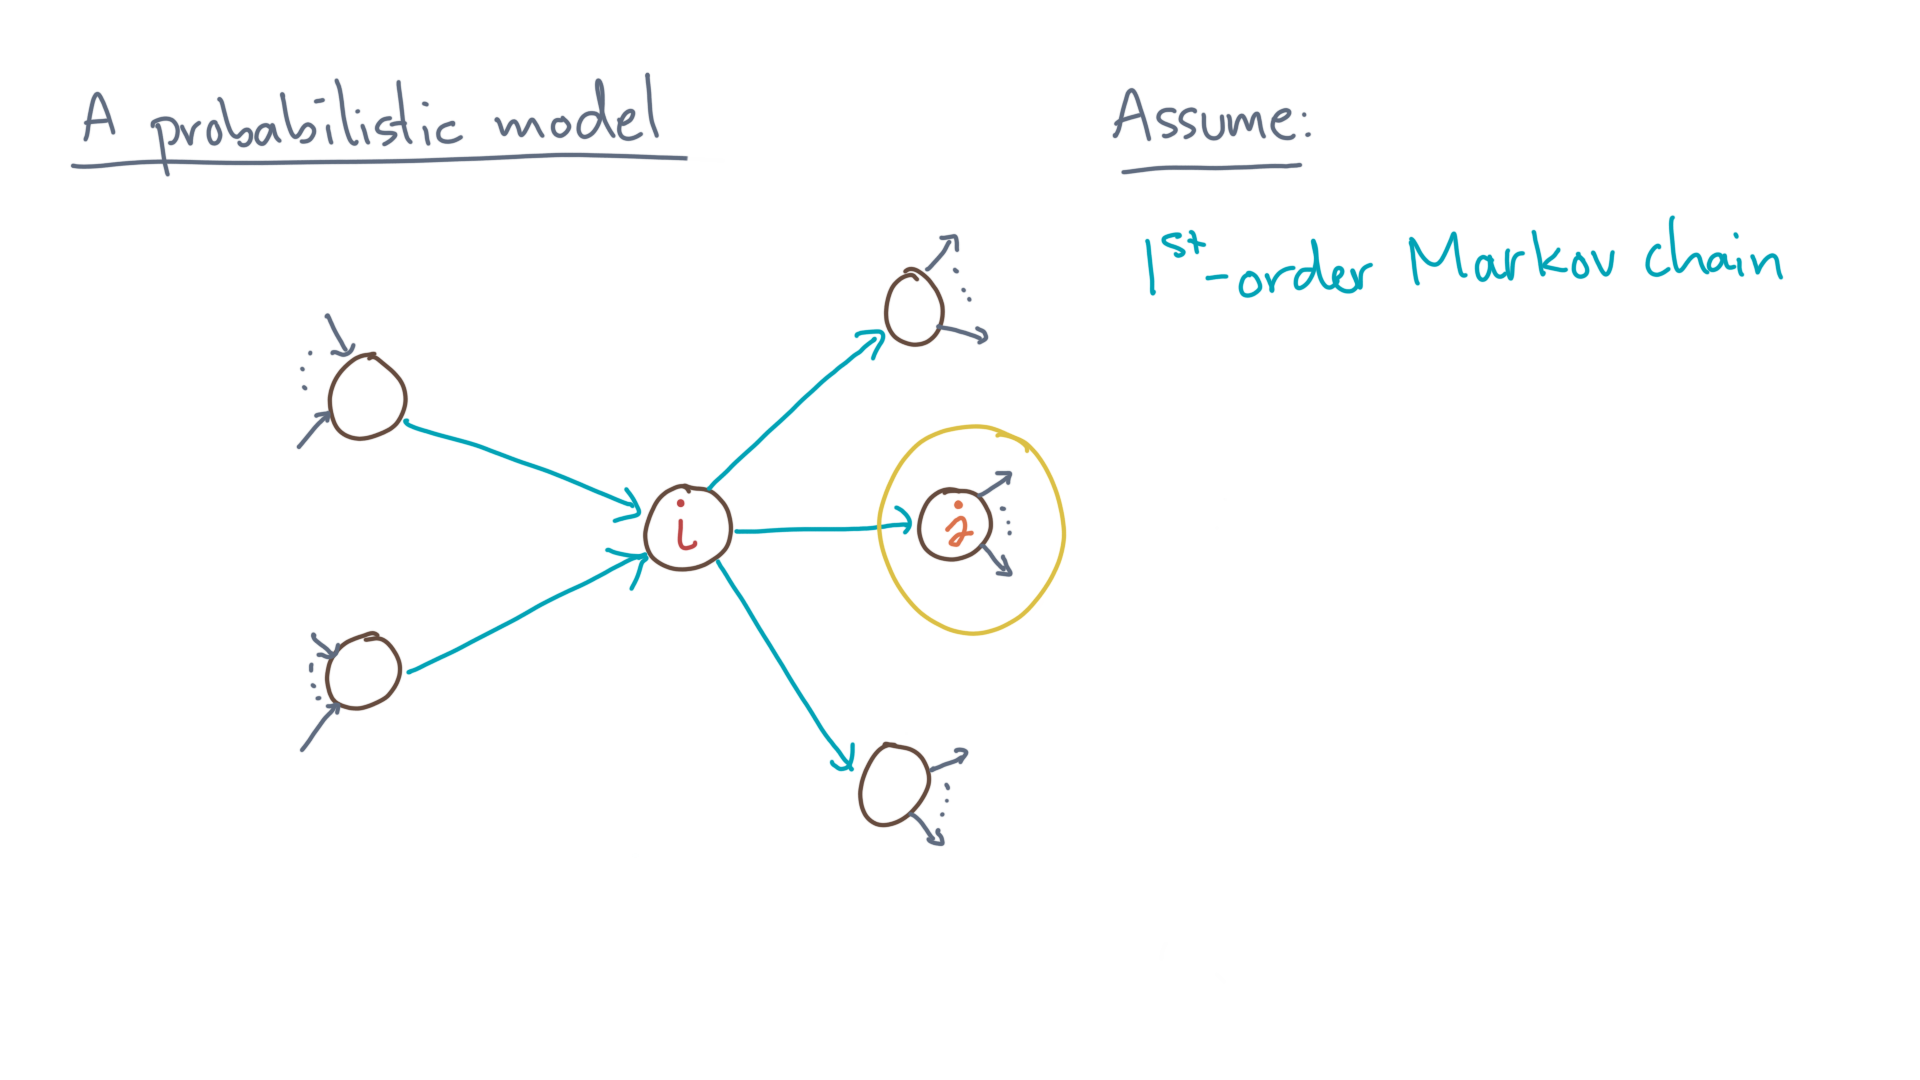 A probabilistic model
Assume:
1st-order Markov chain
i
j